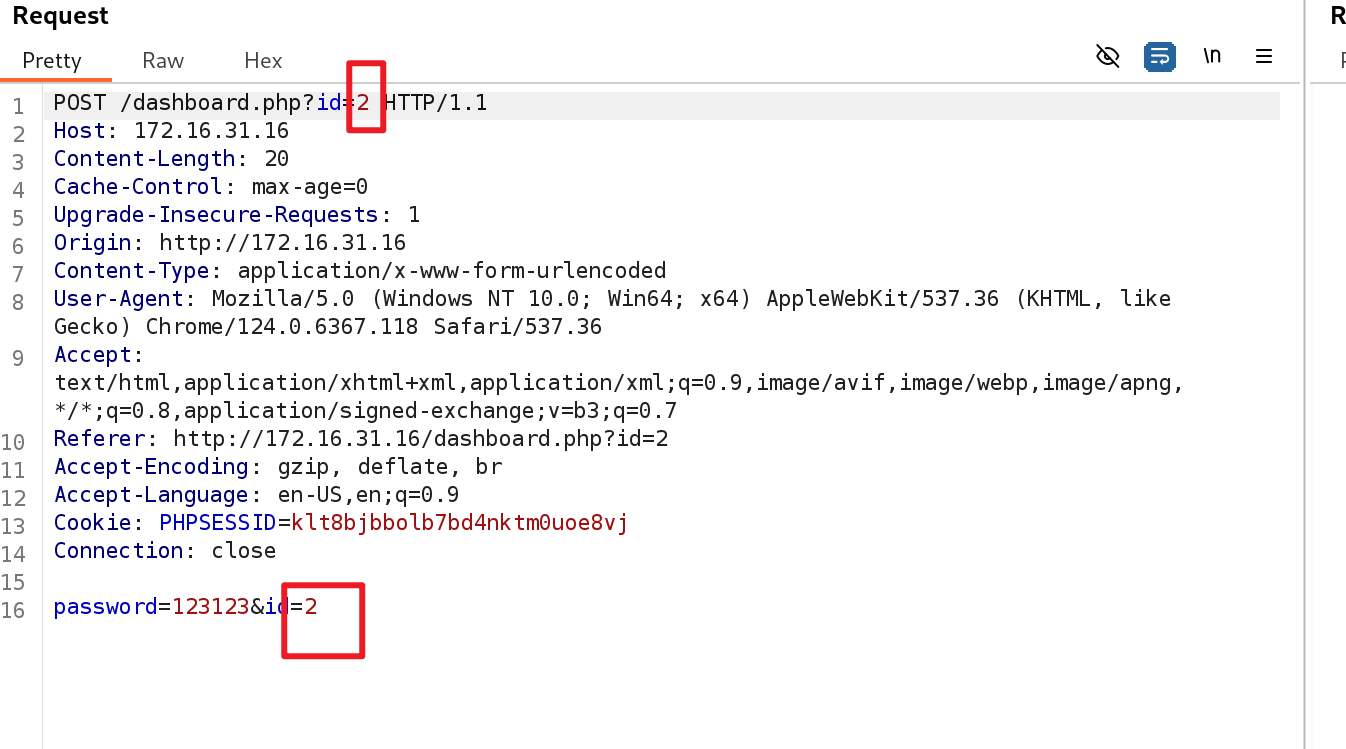 Request
R
Pretty Raw Hex \n
1 POST /dashboard.php?id=2 HTTP/1.1
2 Host: 172.16.31.16
3 Content-Length: 20
4 Cache-Control: max-age=0
5 Upgrade-Insecure-Requests: 1
6 Origin: http://172.16.31.16
7 Content-Type: application/x-www-form-urlencoded
8 User-Agent: Mozilla/5.0 (Windows NT 10.0; Win64; x64) AppleWebKit/537.36 (KHTML, like
Gecko) Chrome/124.0.6367.118 Safari/537.36
9 Accept:
text/html,application/xhtml+xml,application/xml;q=0.9,image/avif,image/webp,image/apng,
*/*;q=0.8,application/signed-exchange;v=b3;q=0.7
10 Referer: http://172.16.31.16/dashboard.php?id=2
11 Accept-Encoding: gzip, deflate, br
12 Accept-Language: en-US,en;q=0.9
13 Cookie: PHPSESSID=klt8bjbbolb7bd4nktm0uoe8vj
14 Connection: close
15
16 password=123123&id=2